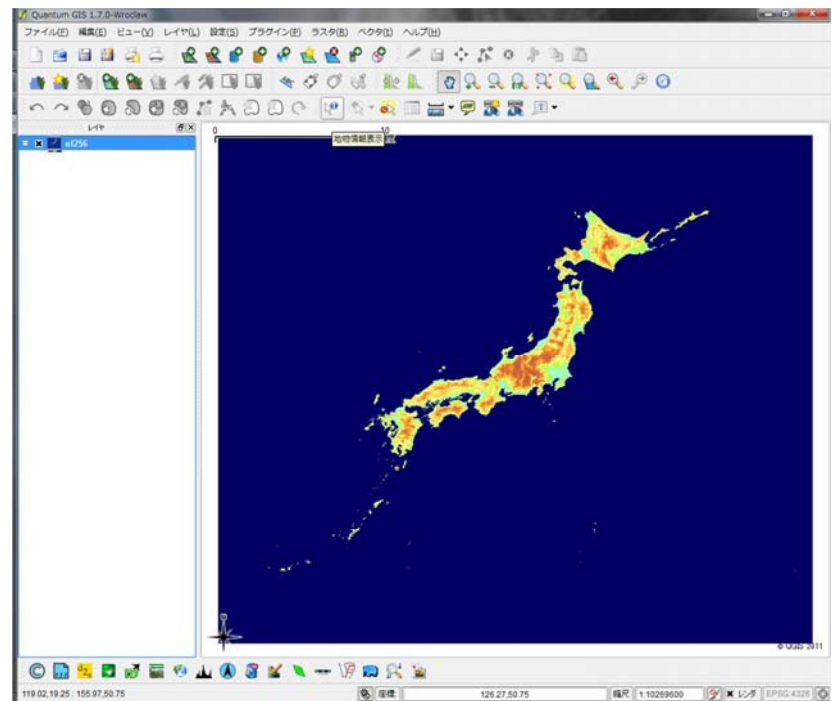 Quantum GIS 1.7.0-Wroclaw
ファイル(F) 編集(E) ビュー(V) レイヤ(L) 設定(S) プラグイン(P) ラスタ(R) ベクタ(t) ヘルプ(H)
レイヤ
el256
0 10
地物情報表示
© QGIS 2011
119.02,19.25 : 155.97,50.75 座標: 126.27,50.75 縮尺 1:10269600 レンダ EPSG:4326